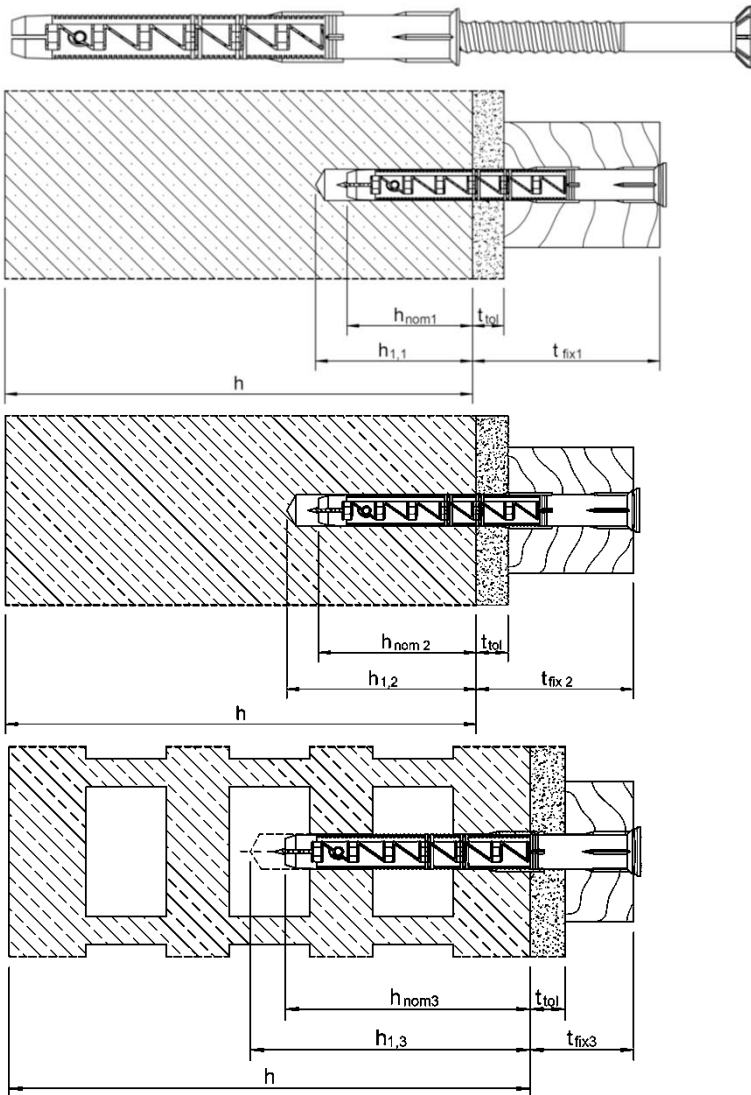 hnom1 ttol
h1,1 tfix1
h
hnom 2 ttol
h1,2 tfix 2
h
hnom3 ttol
h1,3 tfix3
h